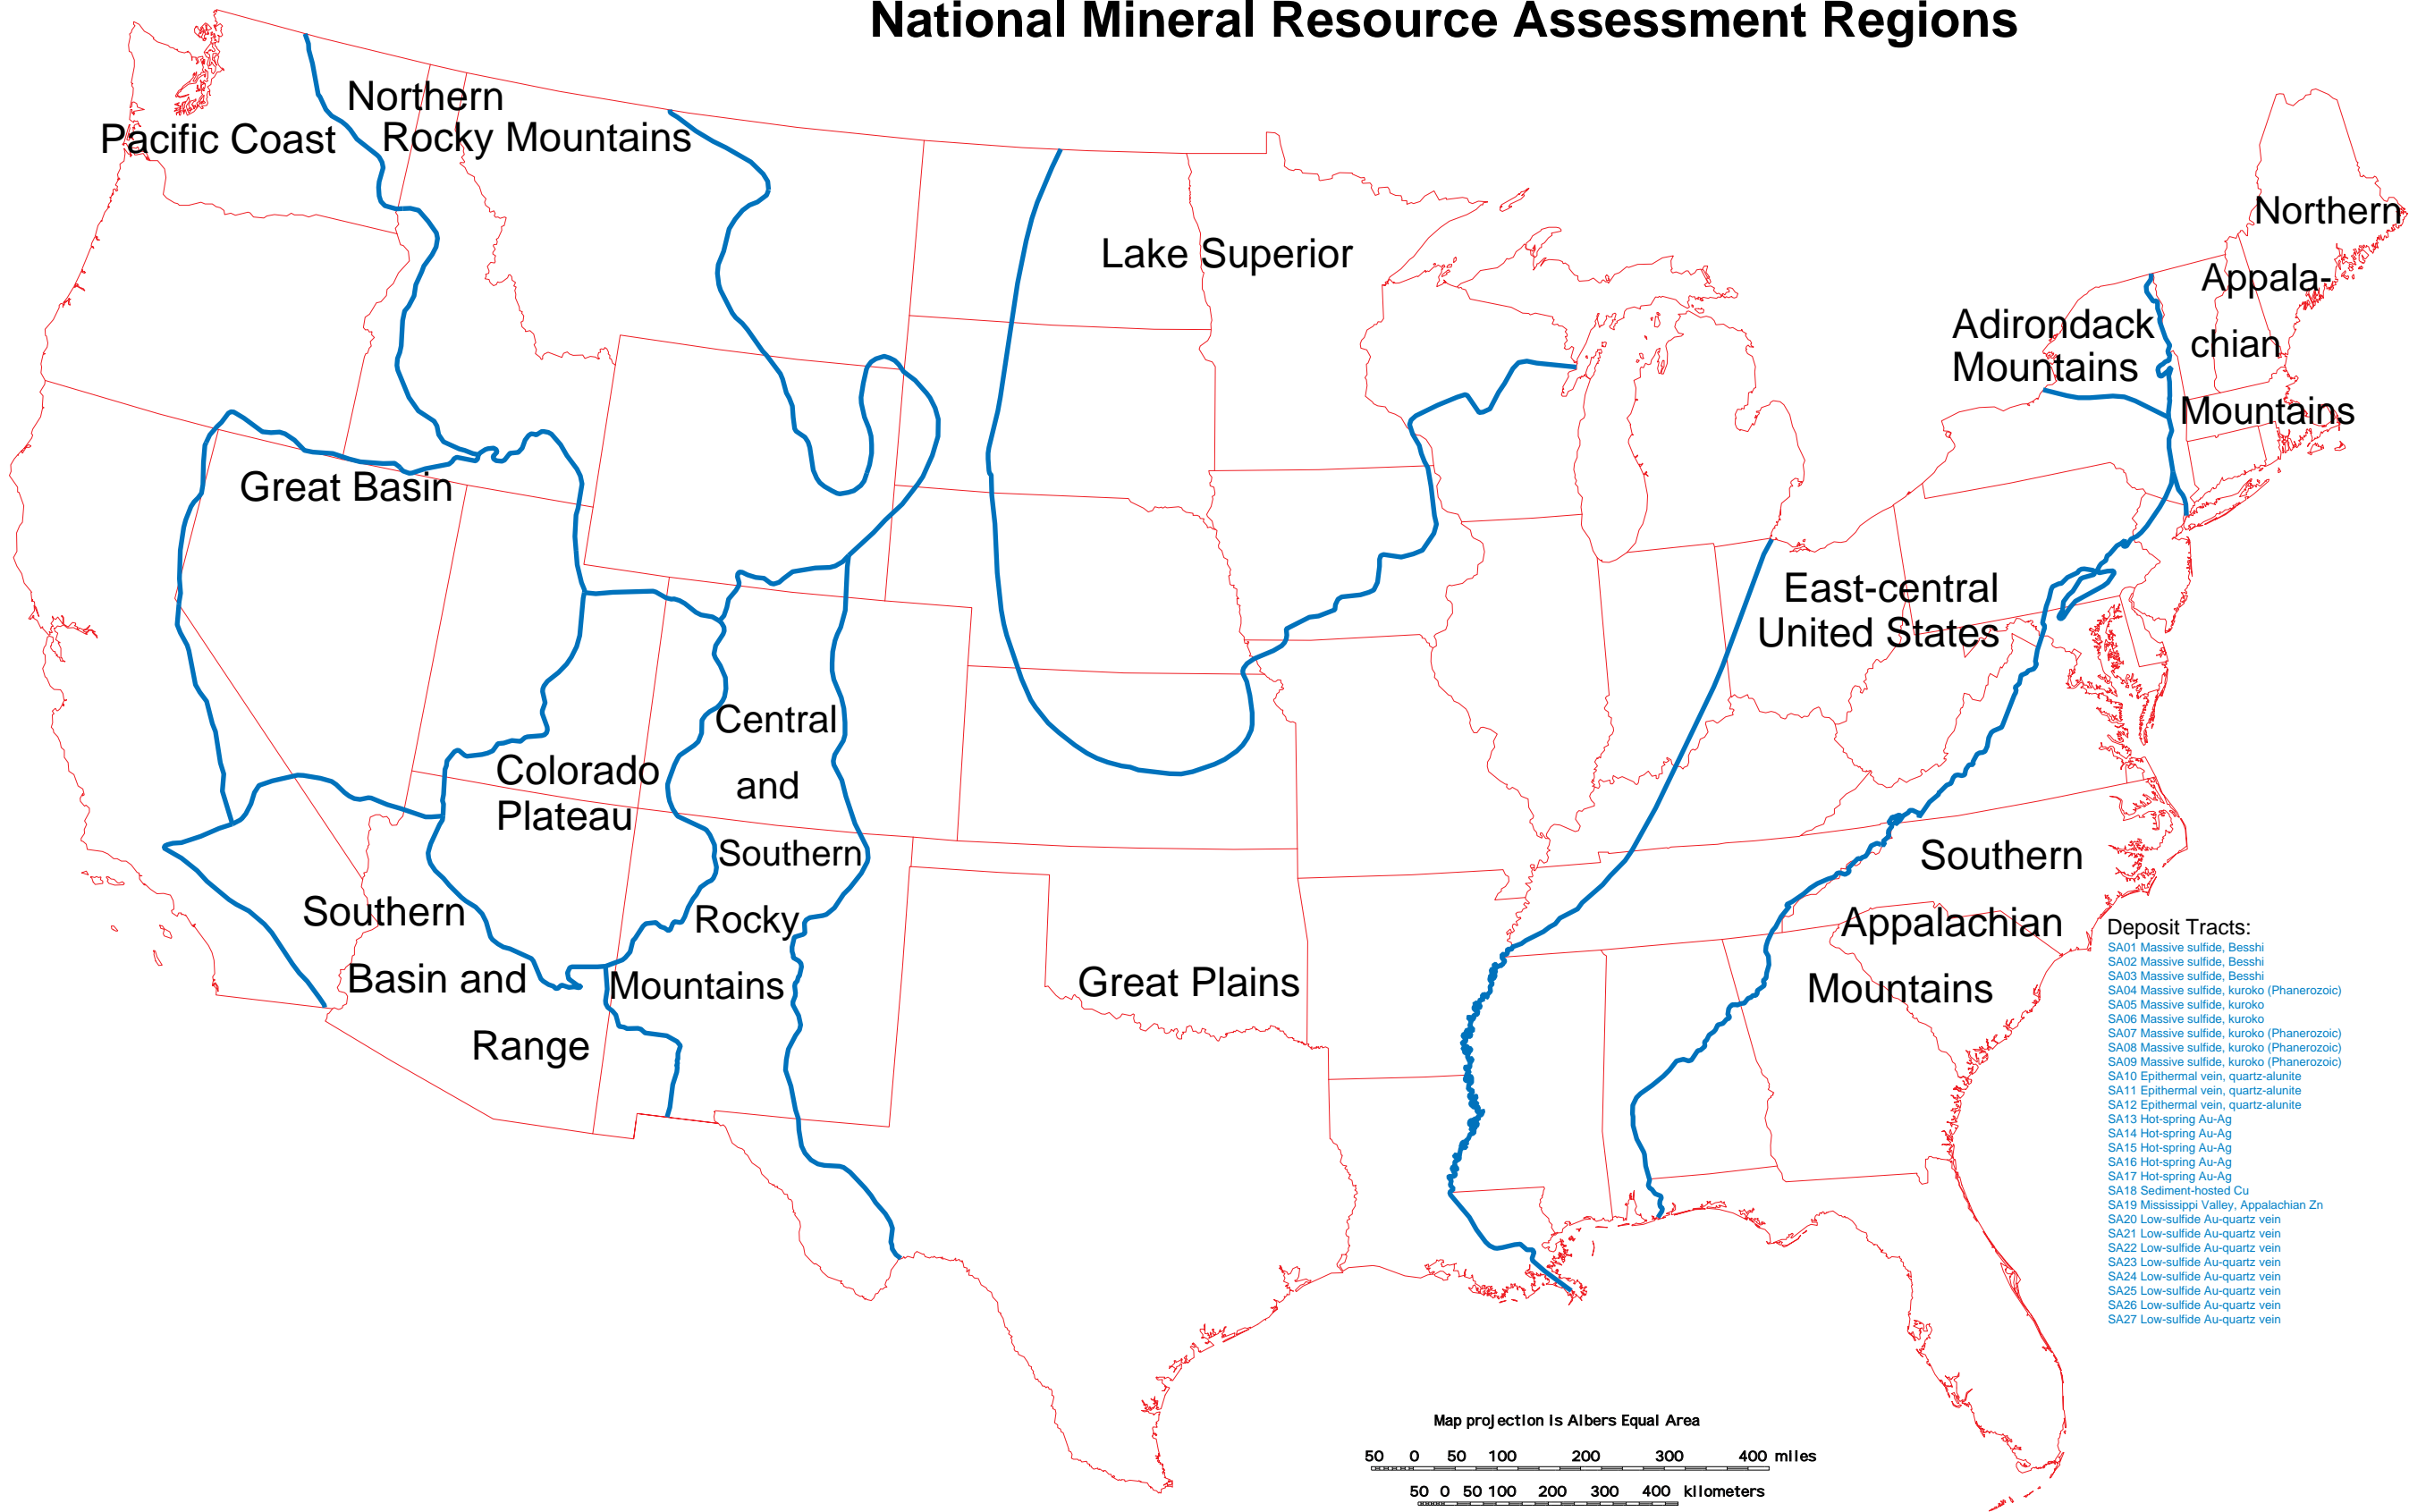 National Mineral Resource Assessment Regions
Northern
Rocky Mountains
Pacific Coast
Lake Superior
Northern
Appala-
chian
Mountains
Adirondack
Mountains
Great Basin
East-central
United States
Central
and
Southern
Rocky
Mountains
Colorado
Plateau
Southern
Basin and
Range
Great Plains
Southern
Appalachian
Mountains
Deposit Tracts:
SA01 Massive sulfide, Besshi
SA02 Massive sulfide, Besshi
SA03 Massive sulfide, Besshi
SA04 Massive sulfide, kuroko (Phanerozoic)
SA05 Massive sulfide, kuroko
SA06 Massive sulfide, kuroko
SA07 Massive sulfide, kuroko (Phanerozoic)
SA08 Massive sulfide, kuroko (Phanerozoic)
SA09 Massive sulfide, kuroko (Phanerozoic)
SA10 Epithermal vein, quartz-alunite
SA11 Epithermal vein, quartz-alunite
SA12 Epithermal vein, quartz-alunite
SA13 Hot-spring Au-Ag
SA14 Hot-spring Au-Ag
SA15 Hot-spring Au-Ag
SA16 Hot-spring Au-Ag
SA17 Hot-spring Au-Ag
SA18 Sediment-hosted Cu
SA19 Mississippi Valley, Appalachian Zn
SA20 Low-sulfide Au-quartz vein
SA21 Low-sulfide Au-quartz vein
SA22 Low-sulfide Au-quartz vein
SA23 Low-sulfide Au-quartz vein
SA24 Low-sulfide Au-quartz vein
SA25 Low-sulfide Au-quartz vein
SA26 Low-sulfide Au-quartz vein
SA27 Low-sulfide Au-quartz vein
Map projection is Albers Equal Area
50 0 50 100 200 300 400 miles
50 0 50 100 200 300 400 kilometers